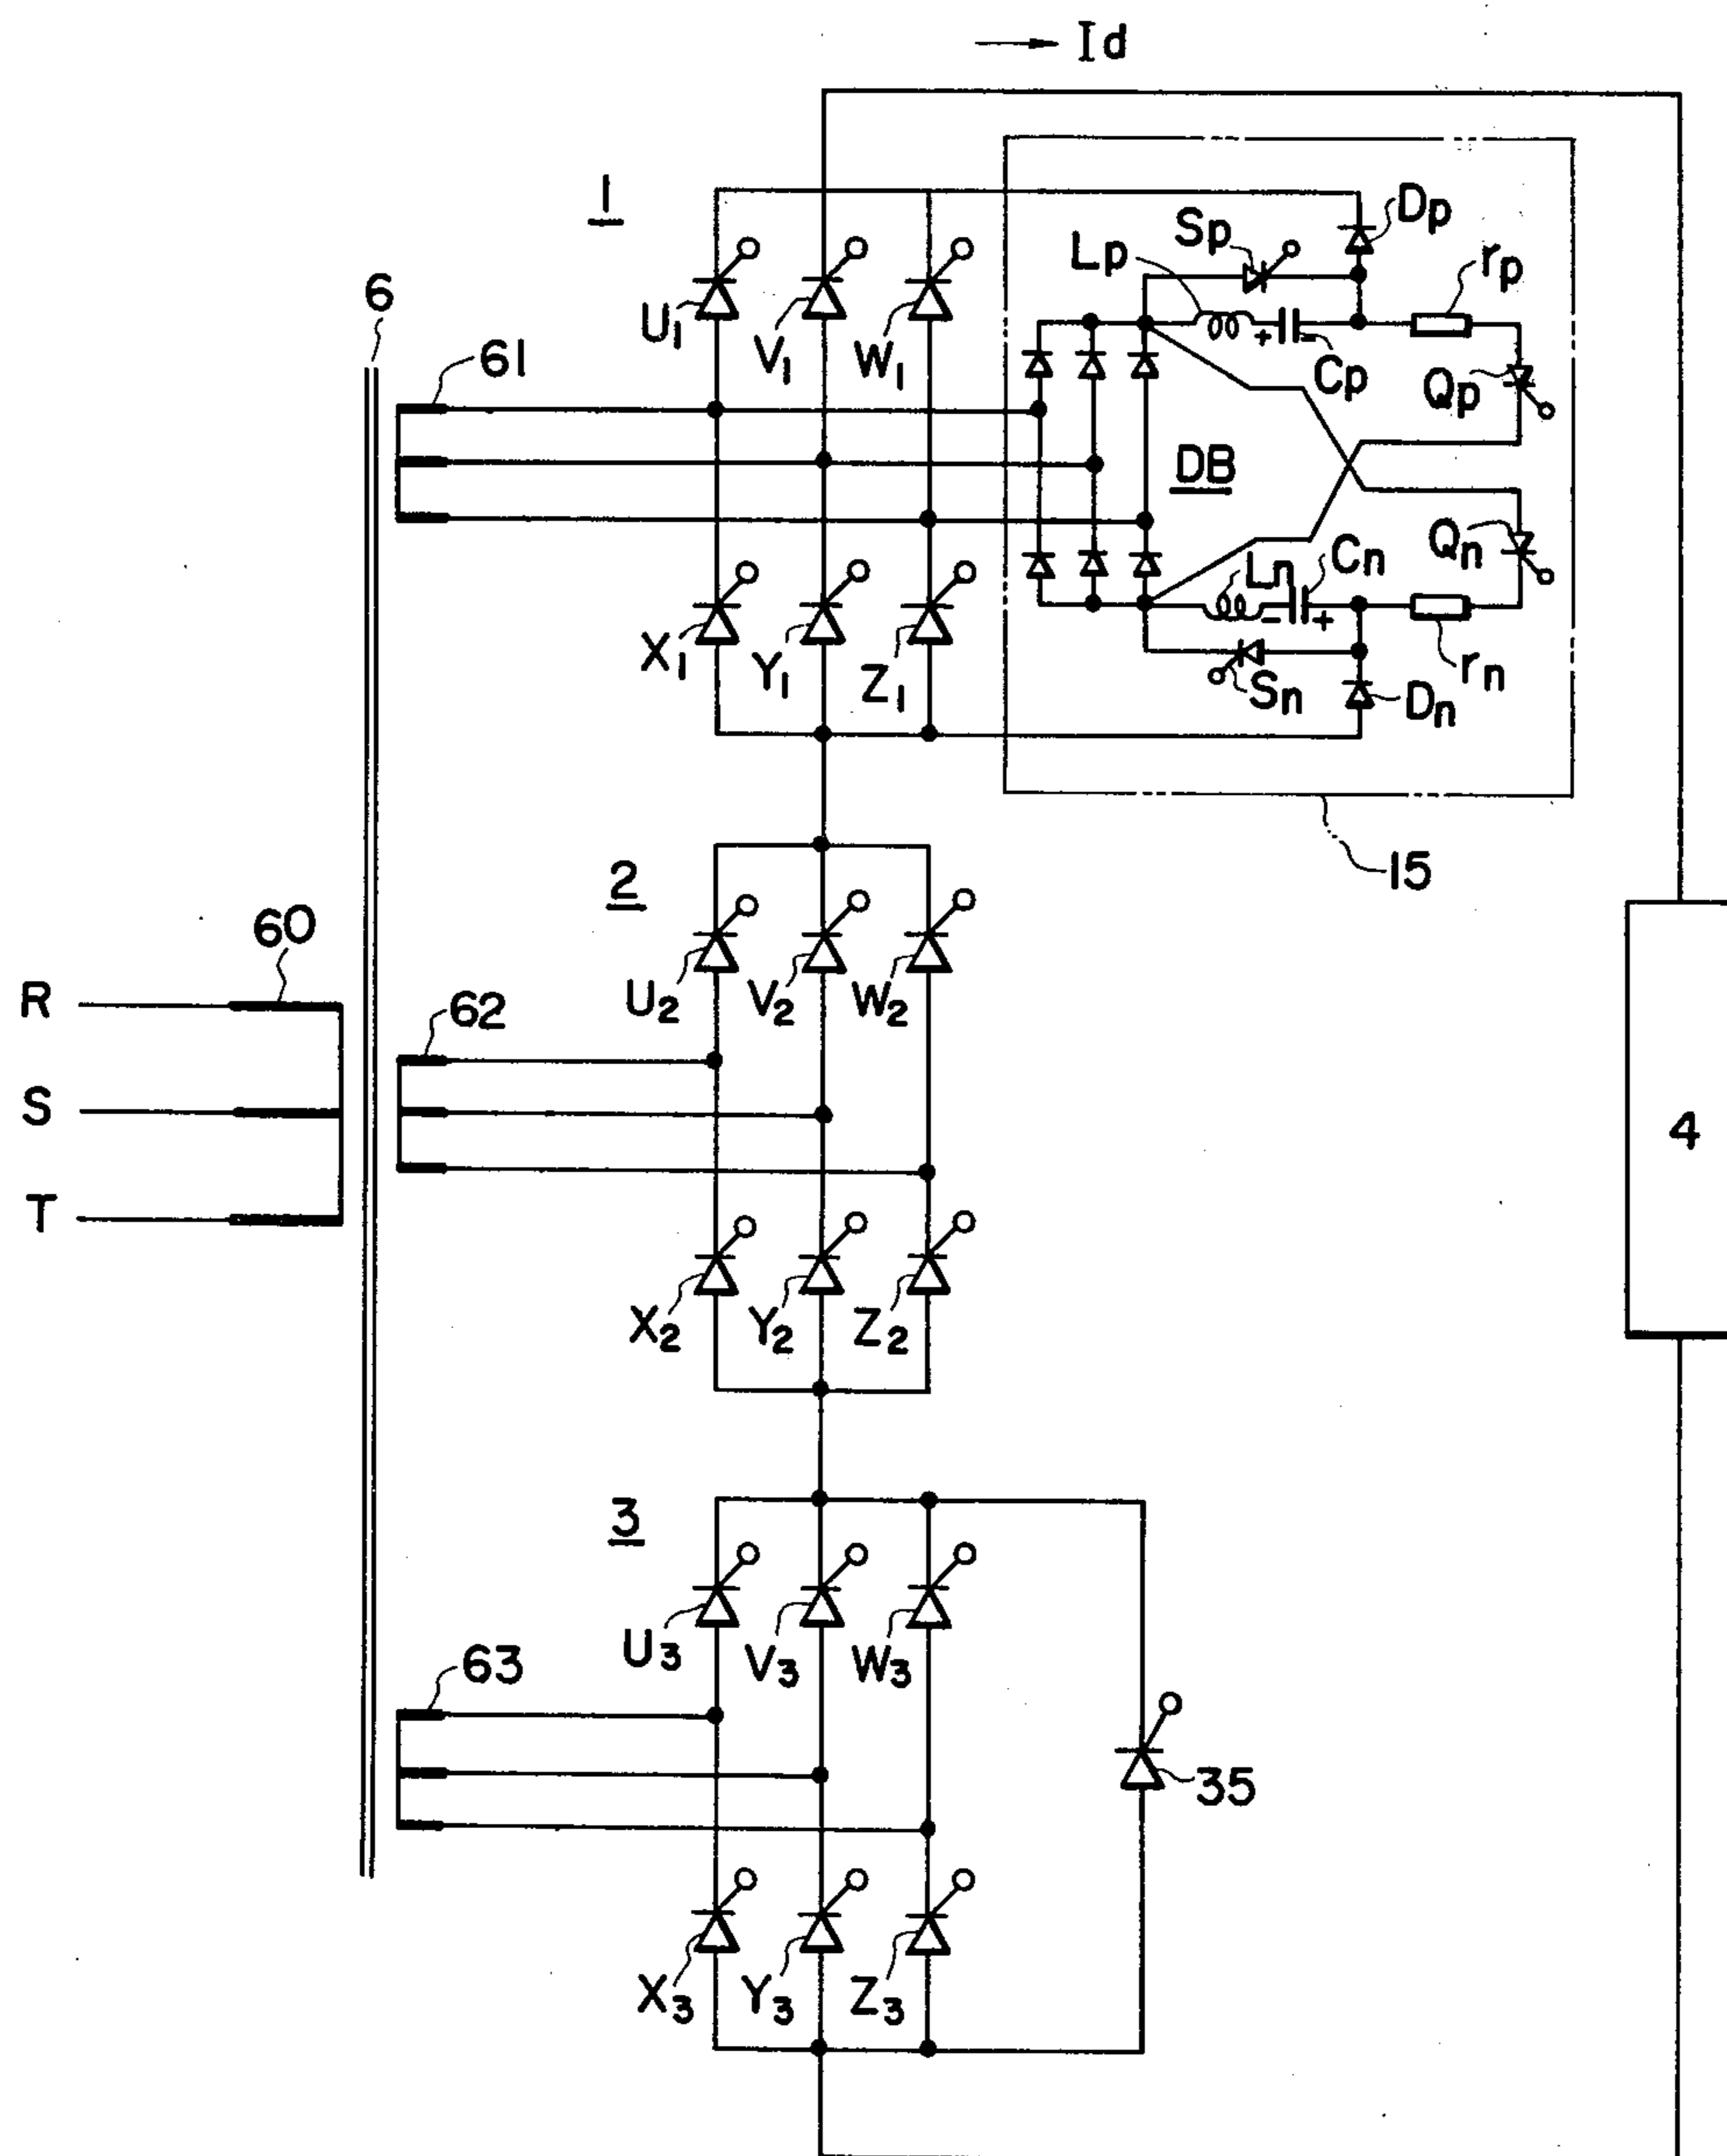 Id
1
Sp
Dp
Lp
rp
6
U1
V1
W1
Cp
Qp
61
DB
Qn
Ln
Cn
X1
Y1
Z1
Sn
Dn
rn
15
2
60
U2
V2
W2
R
62
S
4
T
X2
Y2
Z2
3
U3
V3
W3
63
35
X3
Y3
Z3